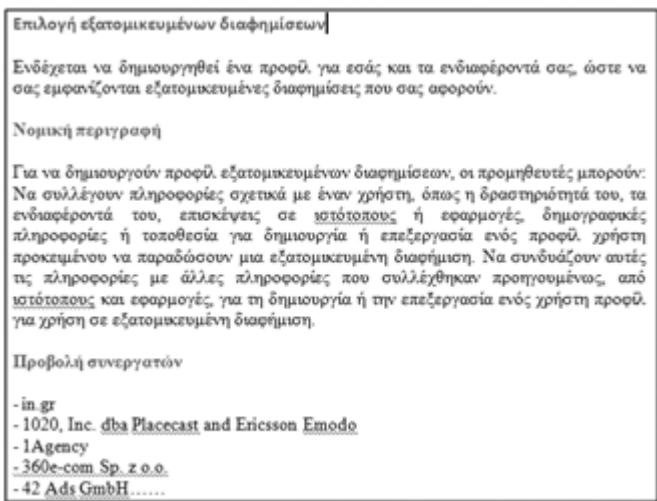 Επιλογή εξατομικευμένων διαφημίσεων
Ενδέχεται να δημιουργηθεί ένα προφίλ για εσάς και τα ενδιαφέροντά σας, ώστε να
σας εμφανίζονται εξατομικευμένες διαφημίσεις που σας αφορούν.
Νομική περιγραφή
Για να δημιουργούν προφίλ εξατομικευμένων διαφημίσεων, οι προμηθευτές μπορούν:
Να συλλέγουν πληροφορίες σχετικά με έναν χρήστη, όπως η δραστηριότητά του, τα
ενδιαφέροντά του, επισκέψεις σε ιστότοπους ή εφαρμογές, δημογραφικές
πληροφορίες ή τοποθεσία για δημιουργία ή επεξεργασία ενός προφίλ χρήστη
προκειμένου να παραδώσουν μια εξατομικευμένη διαφήμιση. Να συνδυάζουν αυτές
τις πληροφορίες με άλλες πληροφορίες που συλλέχθηκαν προηγουμένως, από
ιστότοπους και εφαρμογές, για τη δημιουργία ή την επεξεργασία ενός χρήστη προφίλ
για χρήση σε εξατομικευμένη διαφήμιση.
Προβολή συνεργατών
- in.gr
- 1020, Inc. dba Placecast and Ericsson Emodo
- 1Agency
- 360e-com Sp. z o.o.
- 42 Ads GmbH……